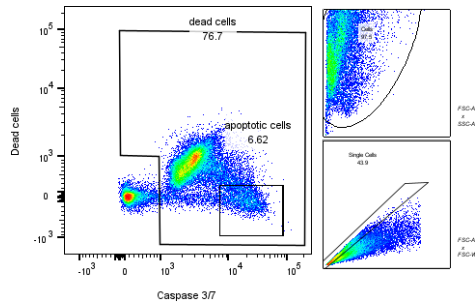 dead cells
76.7
apoptotic cells
6.62
Dead cells
10^5
10^4
10^3
0
-10^3
-10^3
0
10^3
10^4
10^5
Caspase 3/7
Cells
97.5
FSC-A
x
SSC-A
Single Cells
43.9
FSC-A
x
FSC-W